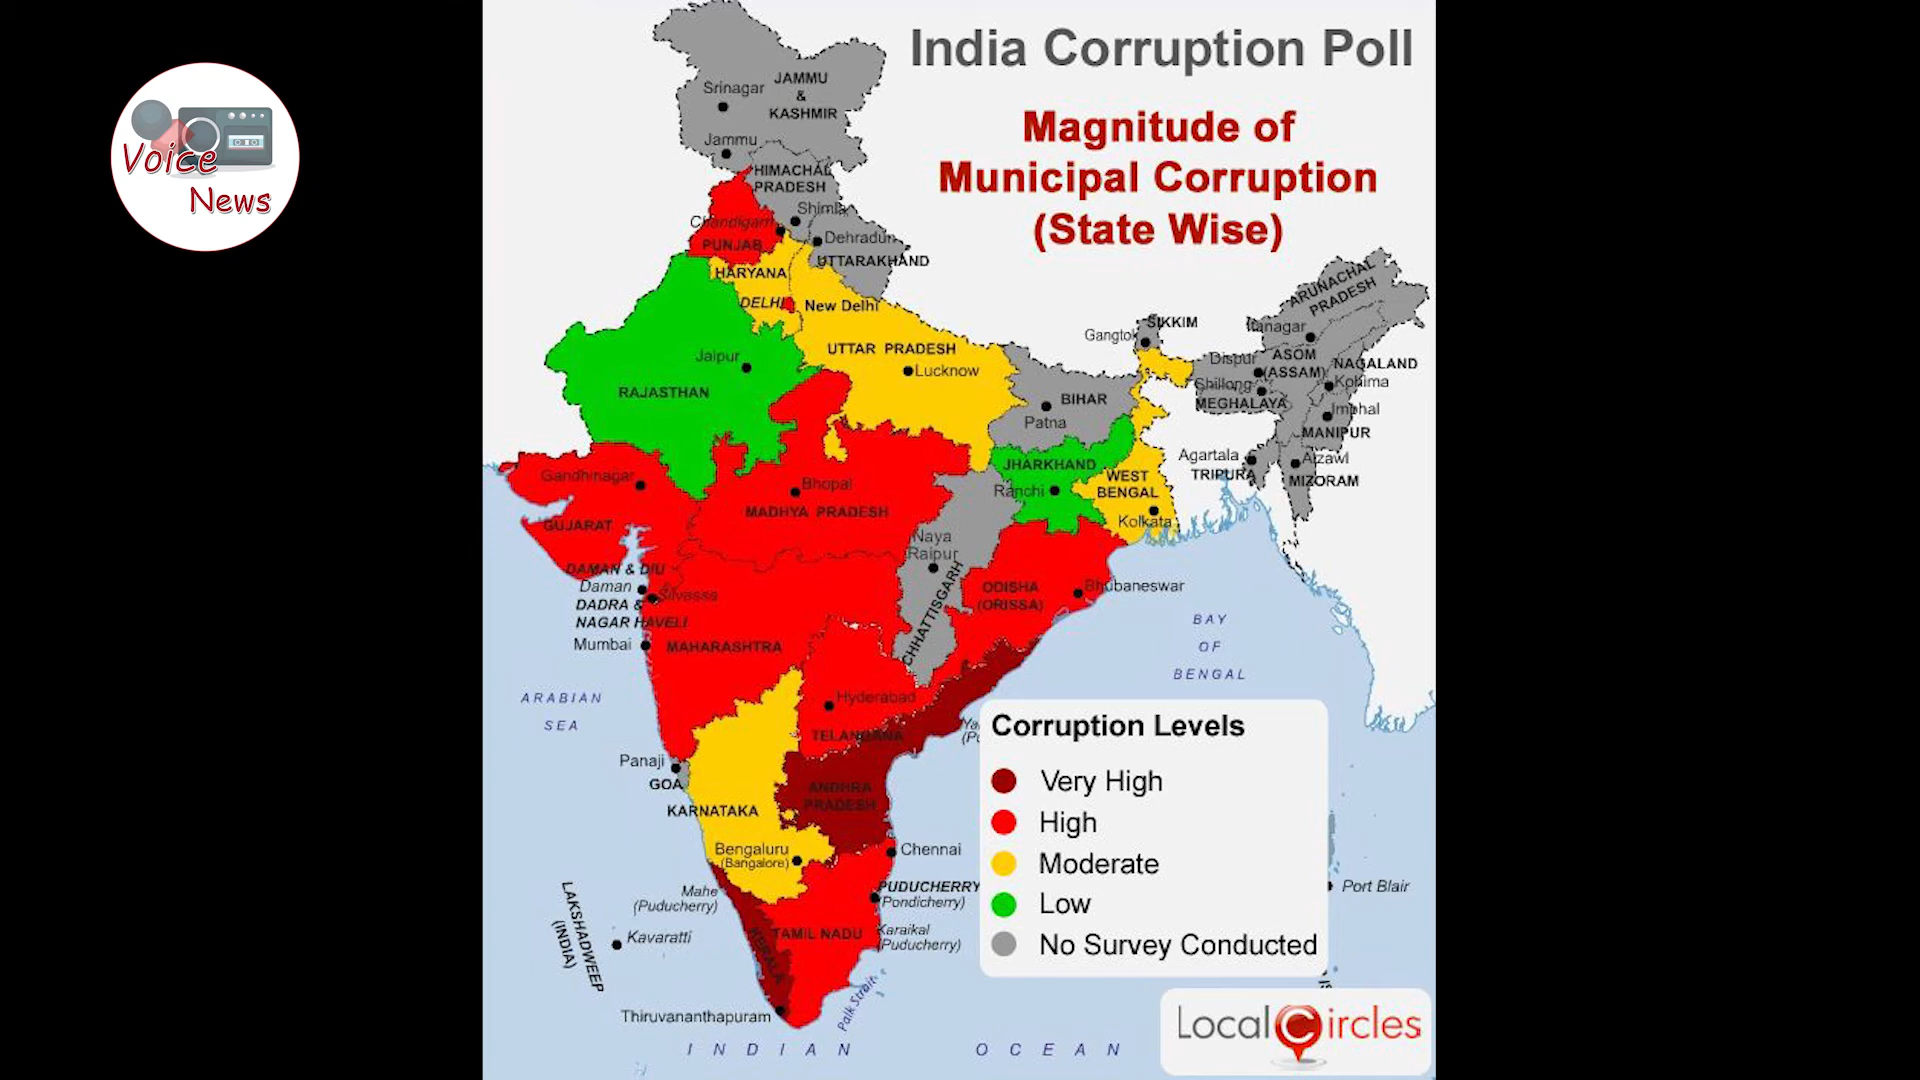 Voice
News
India Corruption Poll
Magnitude of
Municipal Corruption
(State Wise)
JAMMU
&
KASHMIR
Srinagar
Jammu
HIMACHAL
PRADESH
Shimla
Chandigarh
PUNJAB
Dehradun
UTTARAKHAND
HARYANA
DELHI
New Delhi
UTTAR PRADESH
Lucknow
Jaipur
RAJASTHAN
BIHAR
Patna
Gangtok
SIKKIM
ARUNACHAL
PRADESH
Itanagar
Dispur
ASOM
(ASSAM)
NAGALAND
Kohima
Shillong
MEGHALAYA
Imphal
MANIPUR
Agartala
TRIPURA
Aizawl
MIZORAM
JHARKHAND
Ranchi
WEST
BENGAL
Kolkata
Gandhinagar
GUJARAT
Bhopal
MADHYA PRADESH
Naya
Raipur
CHHATTISGARH
ODISHA
(ORISSA)
Bhubaneswar
DAMAN & DIU
Daman
Silvassa
DADRA &
NAGAR HAVELI
Mumbai
MAHARASHTRA
BAY
OF
BENGAL
ARABIAN
SEA
Hyderabad
TELANGANA
Panaji
GOA
KARNATAKA
ANDHRA
PRADESH
Bengaluru
(Bangalore)
Chennai
Mahe
(Puducherry)
PUDUCHERRY
(Pondicherry)
Karaikal
(Puducherry)
TAMIL NADU
KERALA
LAKSHADWEEP
(INDIA)
Kavaratti
Thiruvananthapuram
Palk Strait
INDIAN OCEAN
Port Blair
Corruption Levels
Very High
High
Moderate
Low
No Survey Conducted
LocalCircles